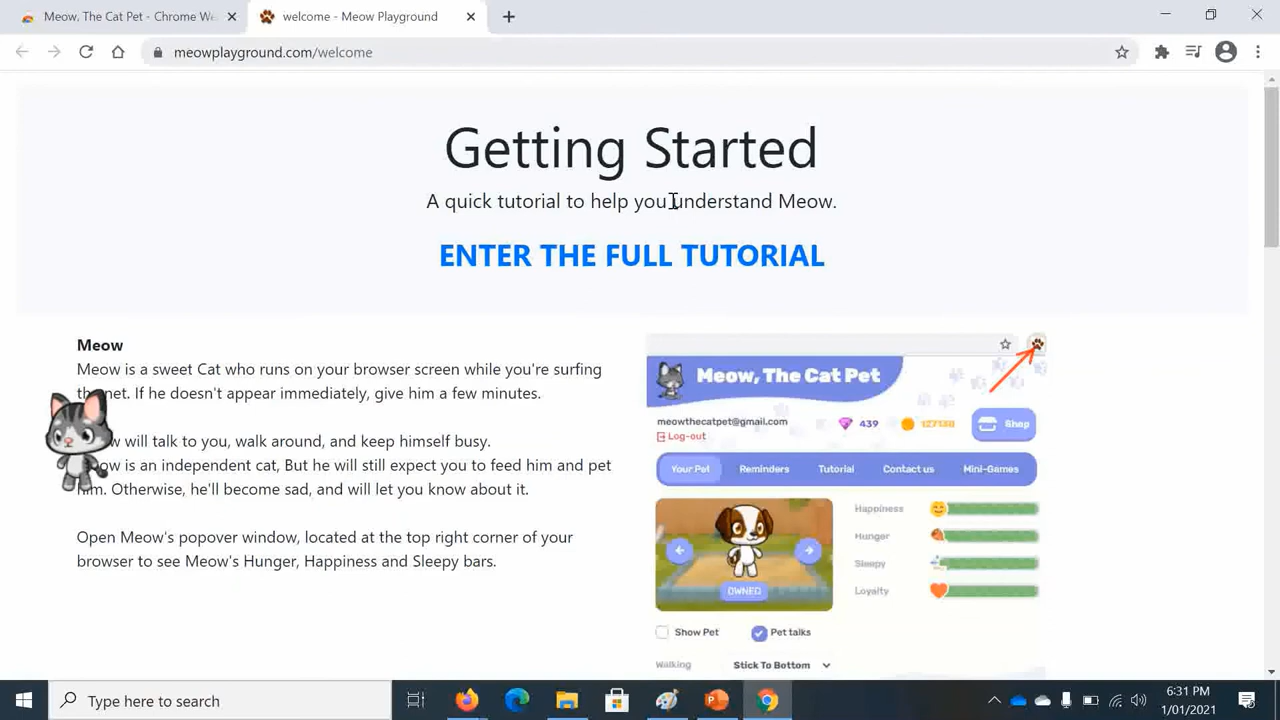 Meow, The Cat Pet - Chrome We
welcome - Meow Playground
meowplayground.com/welcome
Getting Started
A quick tutorial to help you understand Meow.
ENTER THE FULL TUTORIAL
Meow
Meow is a sweet Cat who runs on your browser screen while you're surfing
net. If he doesn't appear immediately, give him a few minutes.
will talk to you, walk around, and keep himself busy.
is an independent cat, But he will still expect you to feed him and pet
him. Otherwise, he'll become sad, and will let you know about it.
Open Meow's popover window, located at the top right corner of your
browser to see Meow's Hunger, Happiness and Sleepy bars.
Meow, The Cat Pet
meowthecatpet@gmail.com
Log-out
439
127138
Shop
Your Pet
Reminders
Tutorial
Contact us
Mini-Games
Happiness
Hunger
Sleepy
Loyalty
OWNED
Show Pet
Pet talks
Walking
Stick To Bottom
Type here to search
6:31 PM
1/01/2021